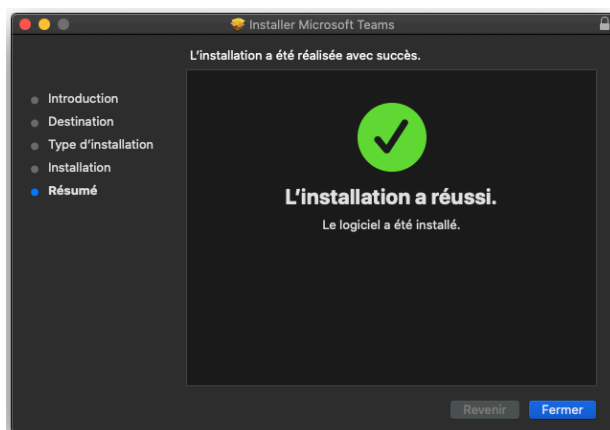 Installer Microsoft Teams
L'installation a été réalisée avec succès.
Introduction
Destination
Type d'installation
Installation
Résumé
L'installation a réussi.
Le logiciel a été installé.
Revenir
Fermer